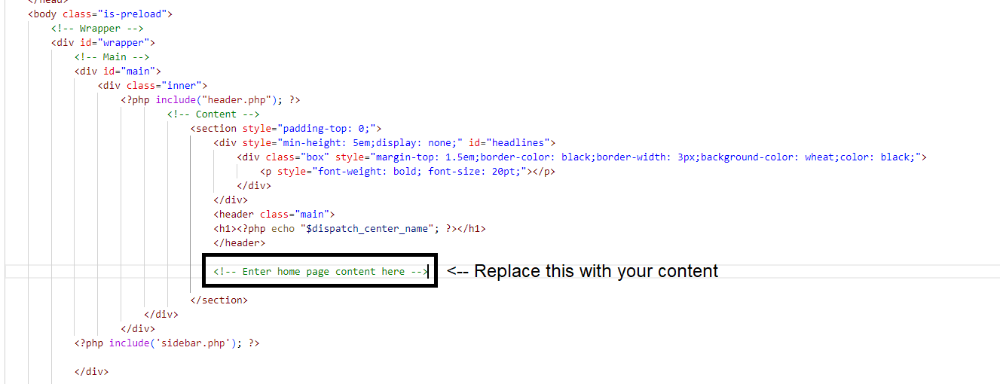 </head>
<body class="is-preload">
<!-- Wrapper -->
<div id="wrapper">
<!-- Main -->
<div id="main">
<div class="inner">
<?php include("header.php"); ?>
<!-- Content -->
<section style="padding-top: 0;">
<div style="min-height: 5em;display: none;" id="headlines">
<div class="box" style="margin-top: 1.5em;border-color: black;border-width: 3px;background-color: wheat;color: black;">
<p style="font-weight: bold; font-size: 20pt;"></p>
</div>
</div>
<header class="main">
<h1><?php echo "$dispatch_center_name"; ?></h1>
</header>
<!-- Enter home page content here --> <-- Replace this with your content
</section>
</div>
</div>
<?php include('sidebar.php'); ?>
</div>